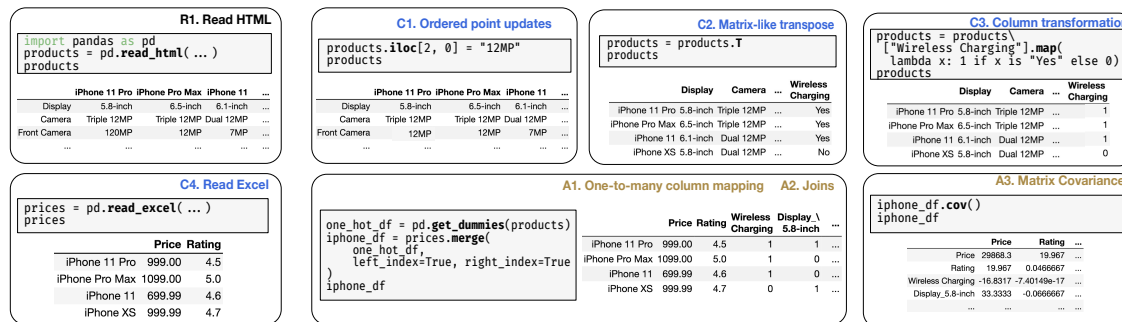 R1. Read HTML
import pandas as pd
products = pd.read_html( ... )
products
iPhone 11 Pro iPhone Pro Max iPhone 11 ...
Display 5.8-inch 6.5-inch 6.1-inch ...
Camera Triple 12MP Triple 12MP Dual 12MP ...
Front Camera 120MP 12MP 7MP ...
... ... ... ... ...
C1. Ordered point updates
products.iloc[2, 0] = "12MP"
products
iPhone 11 Pro iPhone Pro Max iPhone 11 ...
Display 5.8-inch 6.5-inch 6.1-inch ...
Camera Triple 12MP Triple 12MP Dual 12MP ...
Front Camera 12MP 12MP 7MP ...
... ... ... ... ...
C2. Matrix-like transpose
products = products.T
products
Display Camera ... Wireless
Charging
iPhone 11 Pro 5.8-inch Triple 12MP ... Yes
iPhone Pro Max 6.5-inch Triple 12MP ... Yes
iPhone 11 6.1-inch Dual 12MP ... Yes
iPhone XS 5.8-inch Dual 12MP ... No
C3. Column transformation
products = products\
["Wireless Charging"].map(
lambda x: 1 if x is "Yes" else 0)
products
Display Camera ... Wireless
Charging
iPhone 11 Pro 5.8-inch Triple 12MP ... 1
iPhone Pro Max 6.5-inch Triple 12MP ... 1
iPhone 11 6.1-inch Dual 12MP ... 1
iPhone XS 5.8-inch Dual 12MP ... 0
C4. Read Excel
prices = pd.read_excel( ... )
prices
Price Rating
iPhone 11 Pro 999.00 4.5
iPhone Pro Max 1099.00 5.0
iPhone 11 699.99 4.6
iPhone XS 999.99 4.7
A1. One-to-many column mapping A2. Joins
one_hot_df = pd.get_dummies(products)
iphone_df = prices.merge(
one_hot_df,
left_index=True, right_index=True
)
iphone_df
Price Rating Wireless Charging Display_\ 5.8-inch ...
iPhone 11 Pro 999.00 4.5 1 1 ...
iPhone Pro Max 1099.00 5.0 1 0 ...
iPhone 11 699.99 4.6 1 0 ...
iPhone XS 999.99 4.7 0 1 ...
A3. Matrix Covariance
iphone_df.cov()
iphone_df
Price Rating ...
Price 29868.3 19.967 ...
Rating 19.967 0.0466667 ...
Wireless Charging -16.8317 -7.40149e-17 ...
Display_5.8-inch 33.3333 -0.0666667 ...
... ... ... ...